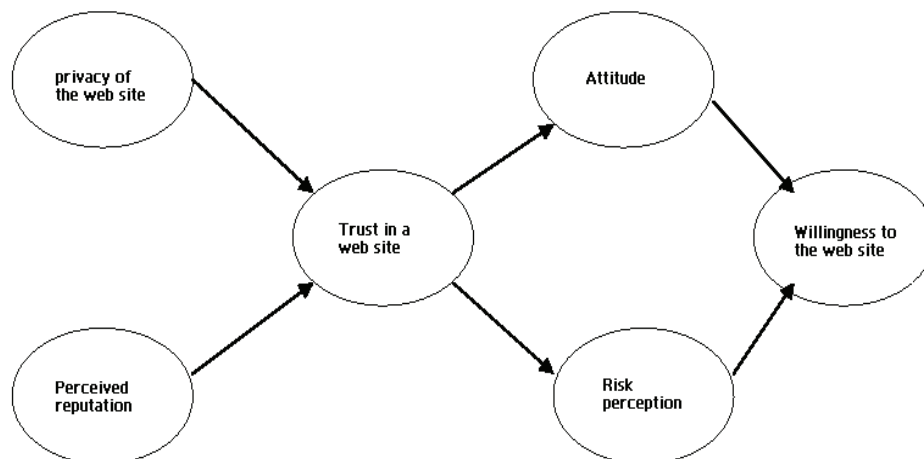 privacy of
the web site
Attitude
Trust in a
web site
Willingness to
the web site
Perceived
reputation
Risk
perception